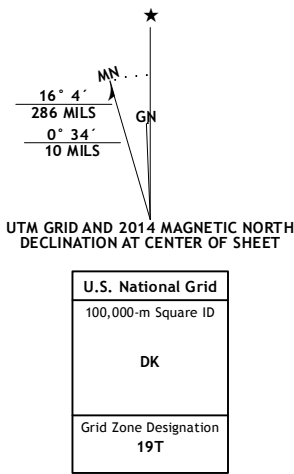 ★
MN
GN
16° 4´
286 MILS
0° 34´
10 MILS
UTM GRID AND 2014 MAGNETIC NORTH
DECLINATION AT CENTER OF SHEET
U.S. National Grid
100,000-m Square ID
DK
Grid Zone Designation
19T